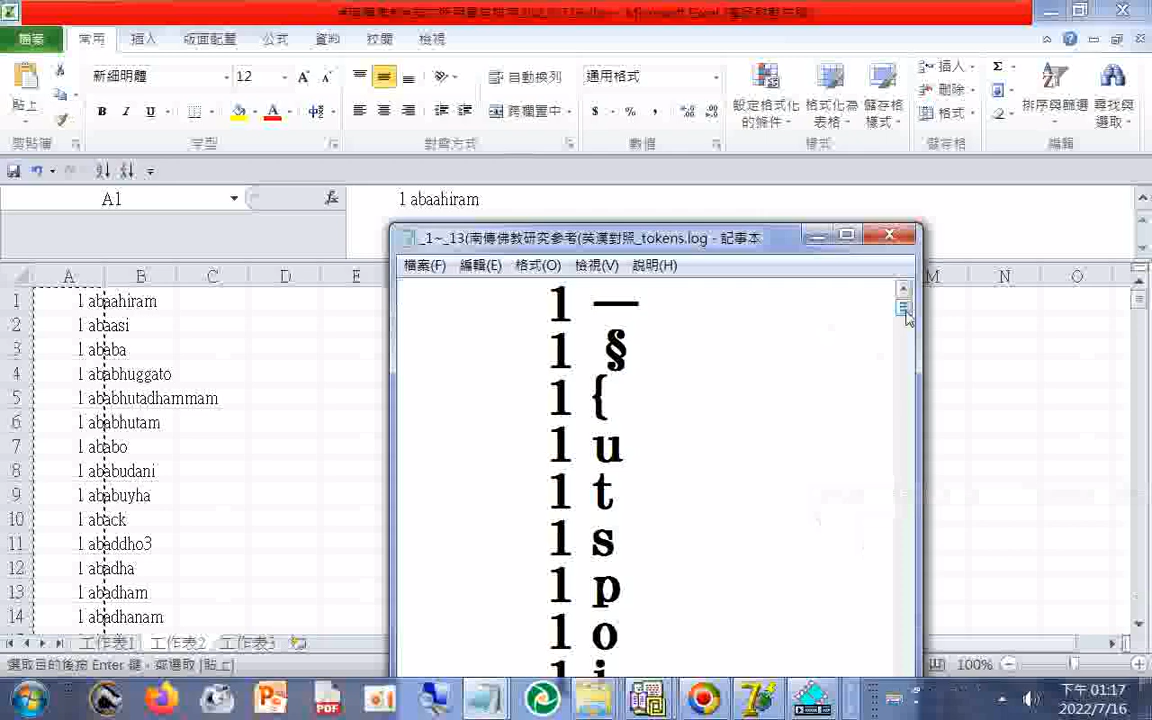 檔案 常用 插入 版面配置 公式 資料 校閱 檢視
新細明體 12 自動換列 通用格式 插入
貼上 B I U 中文 跨欄置中 $ % , 設定格式化的條件 格式化為表格 儲存格樣式 刪除 格式 排序與篩選 尋找與選取
剪貼簿 字型 對齊方式 數值 樣式 儲存格 編輯
A1 fx 1 abaahiram
_1~_13(南傳佛教研究參考(英漢對照_tokens.log - 記事本
檔案(F) 編輯(E) 格式(O) 檢視(V) 說明(H)
A B C D E M N O
1 1 abaahiram
2 1 abaasi
3 1 ababa
4 1 ababhuggato
5 1 ababhutadhammam
6 1 ababhutam
7 1 ababo
8 1 ababudani
9 1 ababuyha
10 1 aback
11 1 abaddho3
12 1 abadha
13 1 abadham
14 1 abadhanam
1 —
1 §
1 {
1 u
1 t
1 s
1 p
1 o
1 i
工作表1 工作表2 工作表3
選取目的後按 Enter 鍵，或選取 [貼上]
100%
PDF
下午 01:17
2022/7/16